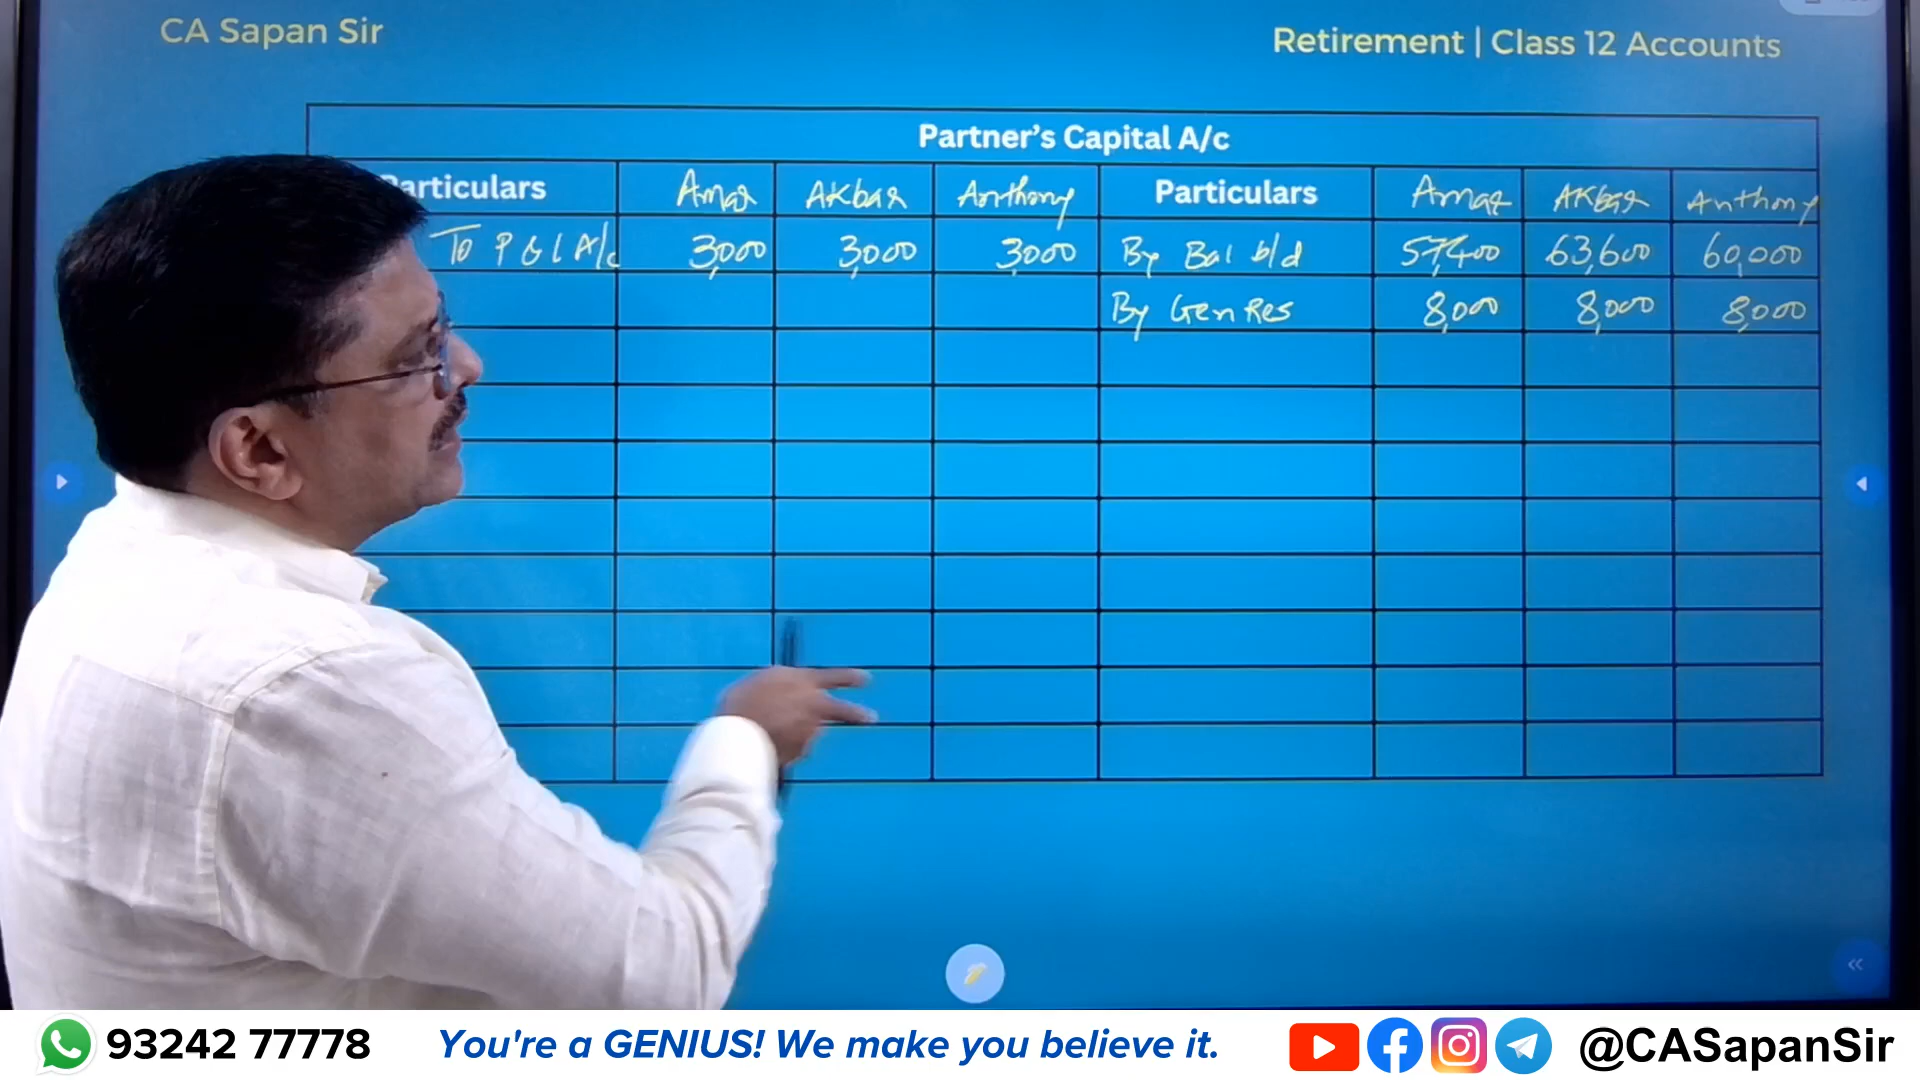 CA Sapan Sir
Retirement | Class 12 Accounts
Partner's Capital A/c
Particulars Amar Akbar Anthony Particulars Amar Akbar Anthony
To P & L A/c 3,000 3,000 3,000 By Bal b/d 57,400 63,600 60,000
By Gen Res 8,000 8,000 8,000
93242 77778 You're a GENIUS! We make you believe it. @CASapanSir